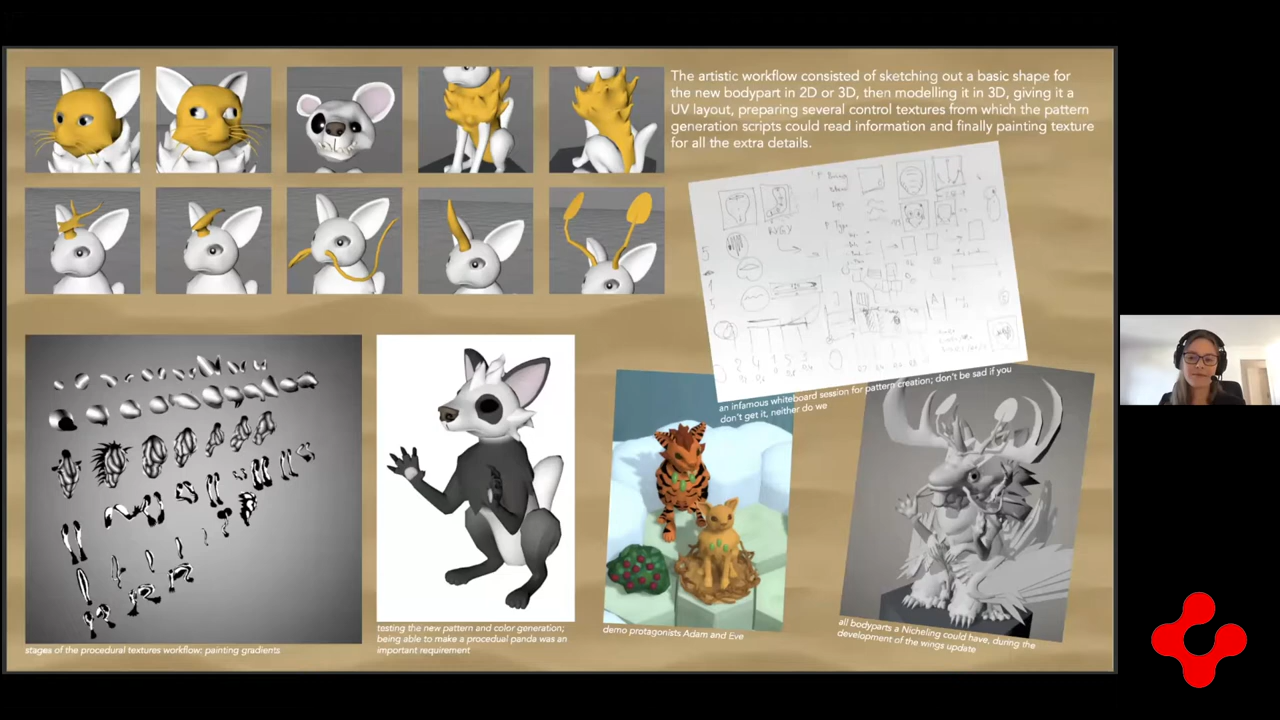 The artistic workflow consisted of sketching out a basic shape for
the new bodypart in 2D or 3D, then modelling it in 3D, giving it a
UV layout, preparing several control textures from which the pattern
generation scripts could read information and finally painting texture
for all the extra details.
an infamous whiteboard session for pattern creation; don't be sad if you
don't get it, neither do we
stages of the procedural textures workflow: painting gradients
testing the new pattern and color generation;
being able to make a procedual panda was an
important requirement
demo protagonists Adam and Eve
all bodyparts a Nicheling could have, during the
development of the wings update